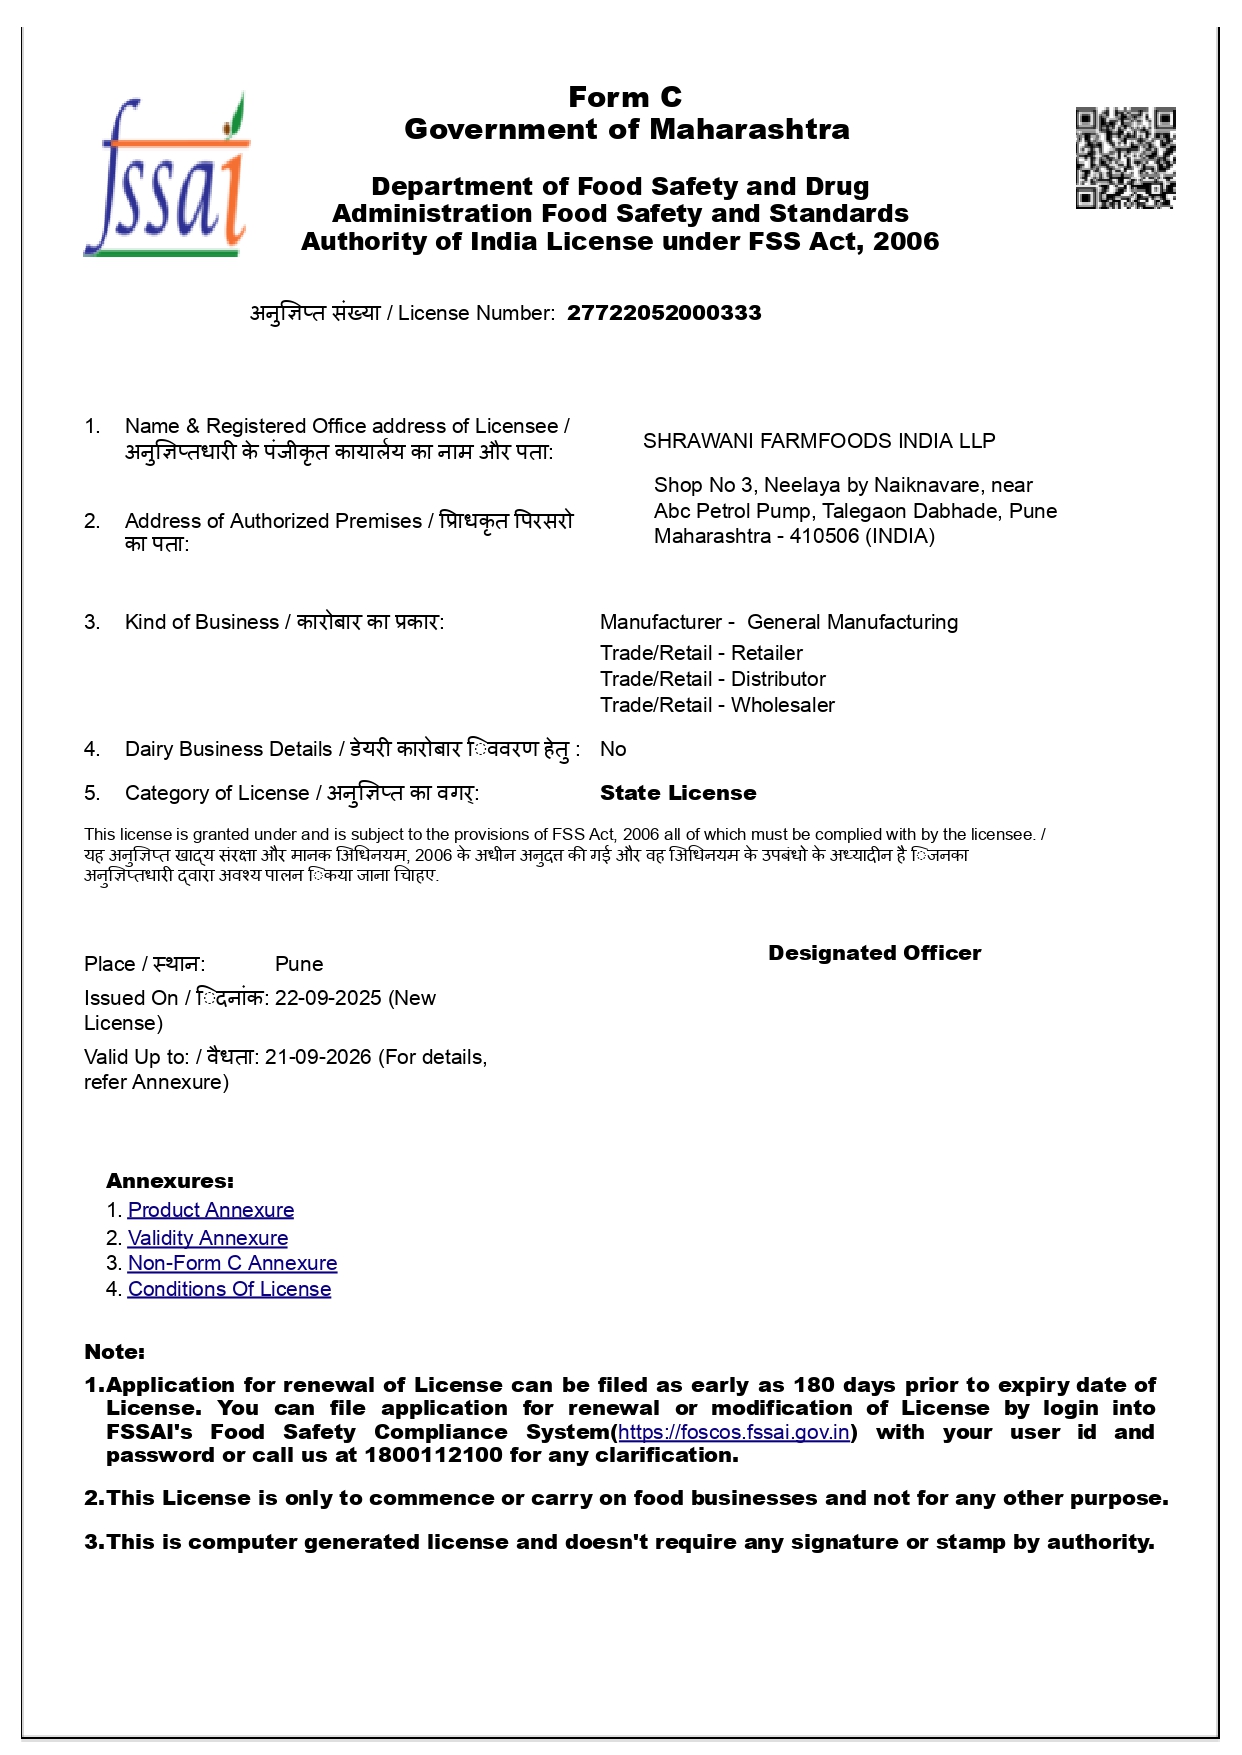 fssai
Form C
Government of Maharashtra
Department of Food Safety and Drug
Administration Food Safety and Standards
Authority of India License under FSS Act, 2006
अनुज्ञिप्त संख्या / License Number: 27722052000333
1. Name & Registered Office address of Licensee /
अनुज्ञिप्तधारी के पंजीकृत कायार्लय का नाम और पता:
SHRAWANI FARMFOODS INDIA LLP
Shop No 3, Neelaya by Naiknavare, near
Abc Petrol Pump, Talegaon Dabhade, Pune
Maharashtra - 410506 (INDIA)
2. Address of Authorized Premises / प्रािधकृत पिरसरो
का पता:
3. Kind of Business / कारोबार का प्रकार: Manufacturer - General Manufacturing
Trade/Retail - Retailer
Trade/Retail - Distributor
Trade/Retail - Wholesaler
4. Dairy Business Details / डेयरी कारोबार िववरण हेतु : No
5. Category of License / अनुज्ञिप्त का वगर्: State License
This license is granted under and is subject to the provisions of FSS Act, 2006 all of which must be complied with by the licensee. /
यह अनुज्ञिप्त खाद्य संरक्षा और मानक अिधिनयम, 2006 के अधीन अनुदत्त की गई और वह अिधिनयम के उपबंधो के अध्यादीन है िजनका
अनुज्ञिप्तधारी द्वारा अवश्य पालन िकया जाना चािहए.
Designated Officer
Place / स्थान: Pune
Issued On / िदनांक: 22-09-2025 (New
License)
Valid Up to: / वैधता: 21-09-2026 (For details,
refer Annexure)
Annexures:
1. Product Annexure
2. Validity Annexure
3. Non-Form C Annexure
4. Conditions Of License
Note:
1.Application for renewal of License can be filed as early as 180 days prior to expiry date of
License. You can file application for renewal or modification of License by login into
FSSAI's Food Safety Compliance System(https://foscos.fssai.gov.in) with your user id and
password or call us at 1800112100 for any clarification.
2.This License is only to commence or carry on food businesses and not for any other purpose.
3.This is computer generated license and doesn't require any signature or stamp by authority.